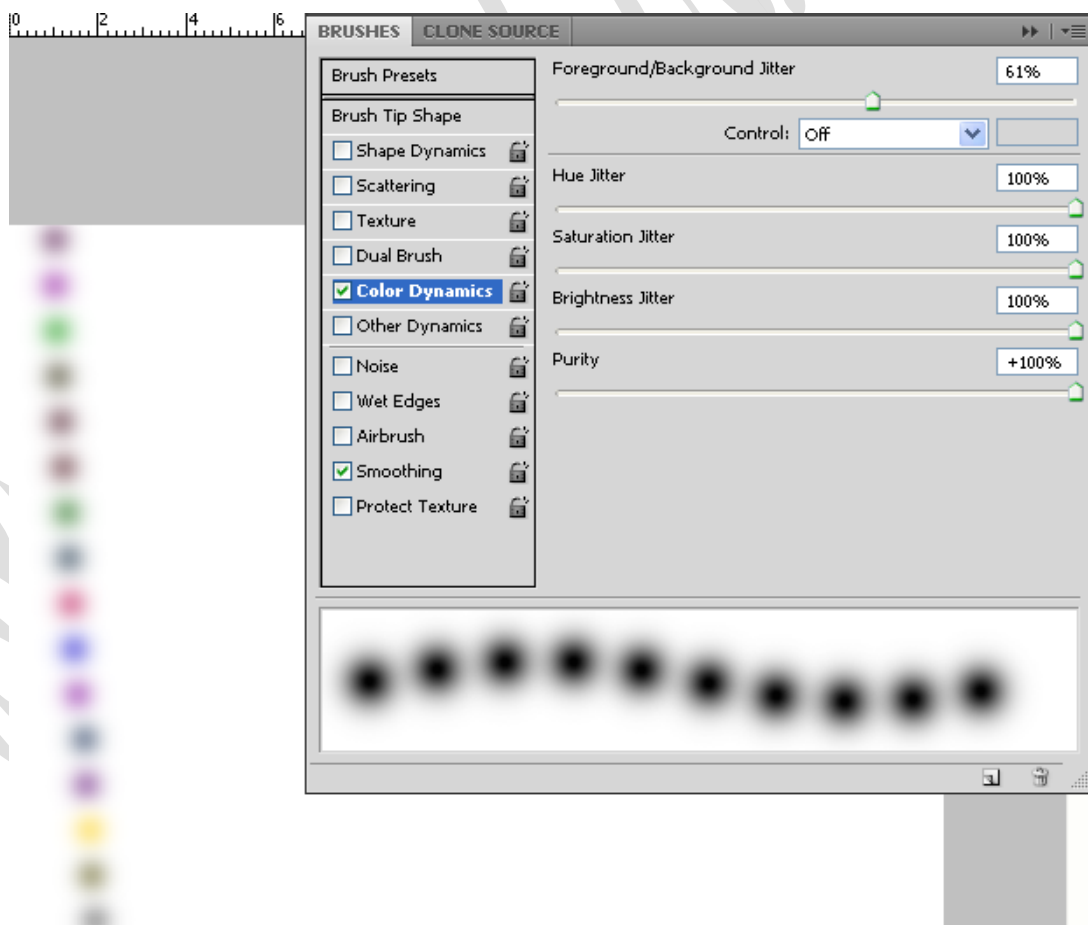 0 2 4 6
BRUSHES CLONE SOURCE
Brush Presets
Brush Tip Shape
Shape Dynamics
Scattering
Texture
Dual Brush
Color Dynamics
Other Dynamics
Noise
Wet Edges
Airbrush
Smoothing
Protect Texture
Foreground/Background Jitter 61%
Control: Off
Hue Jitter 100%
Saturation Jitter 100%
Brightness Jitter 100%
Purity +100%